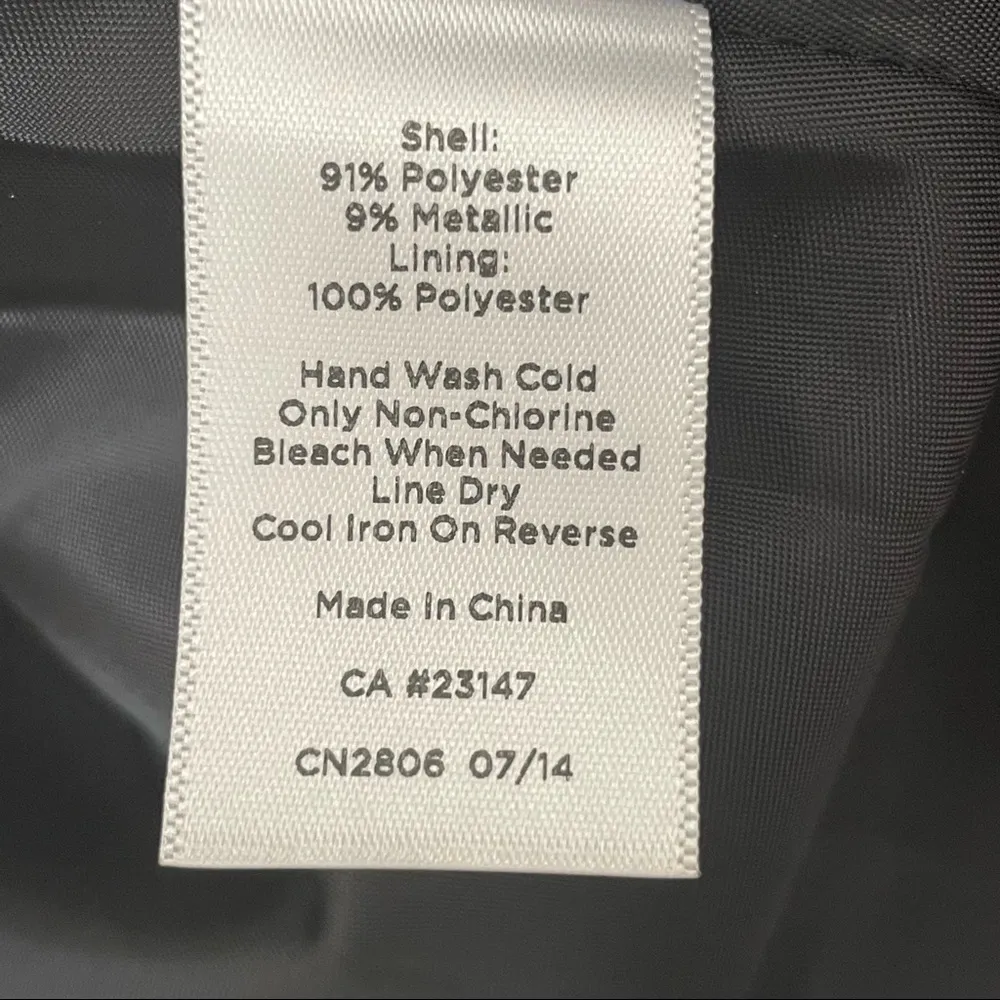 Shell:
91% Polyester
9% Metallic
Lining:
100% Polyester
Hand Wash Cold
Only Non-Chlorine
Bleach When Needed
Line Dry
Cool Iron On Reverse
Made In China
CA #23147
CN2806 07/14